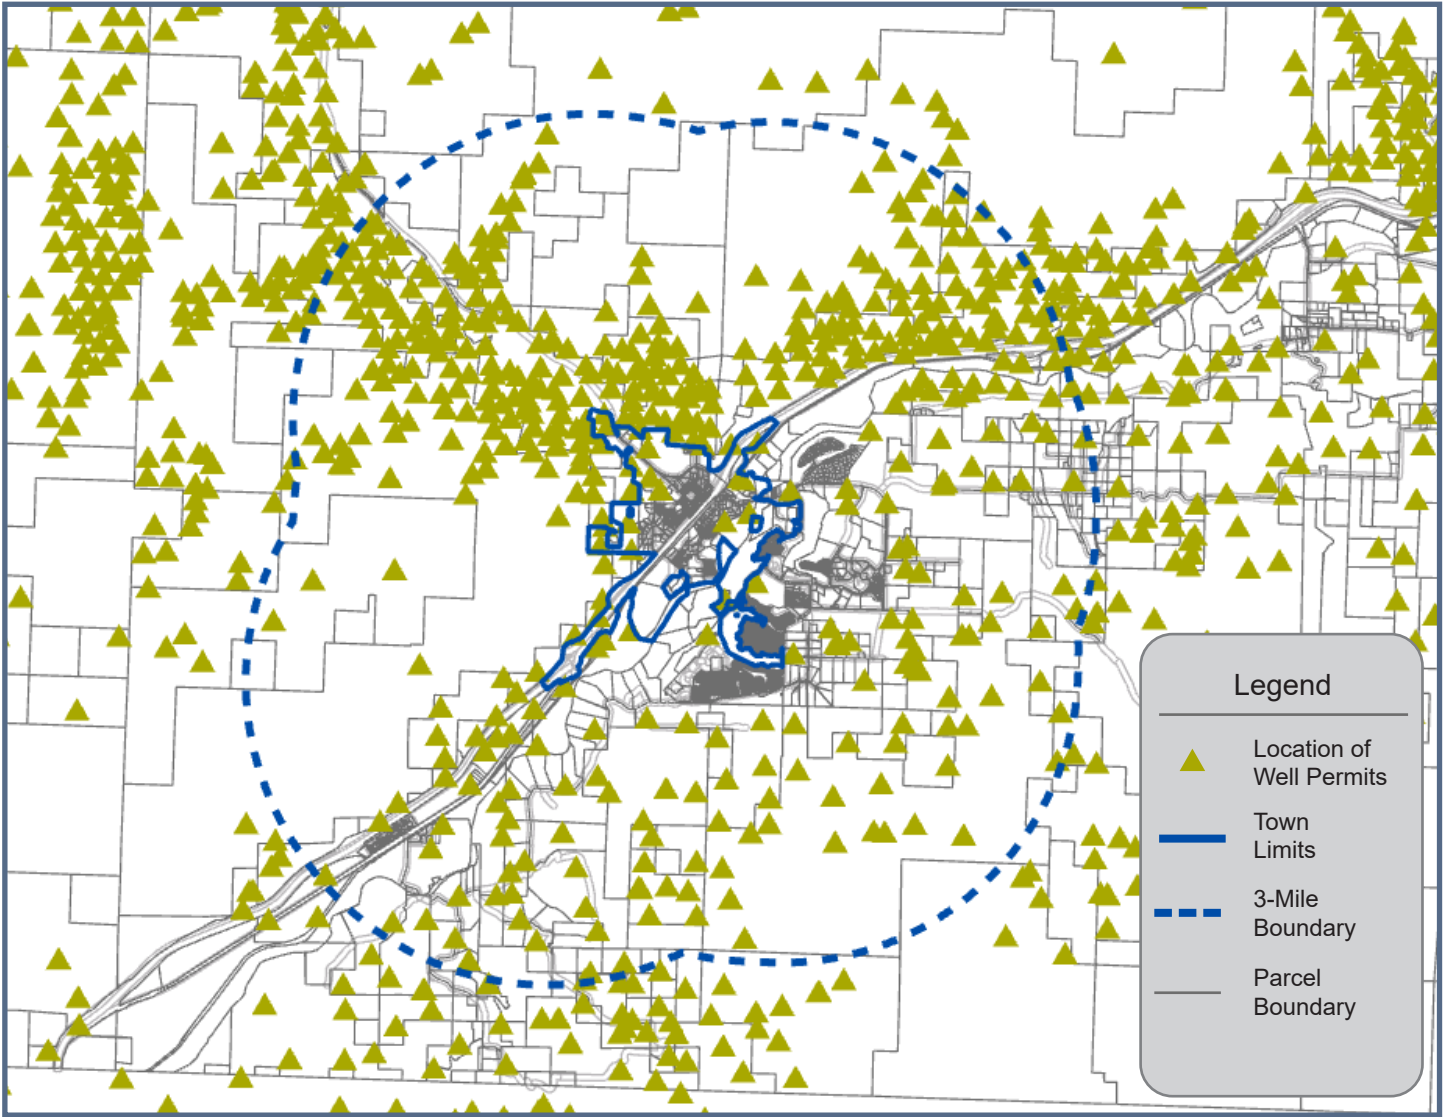 Legend
Location of
Well Permits
Town
Limits
3-Mile
Boundary
Parcel
Boundary